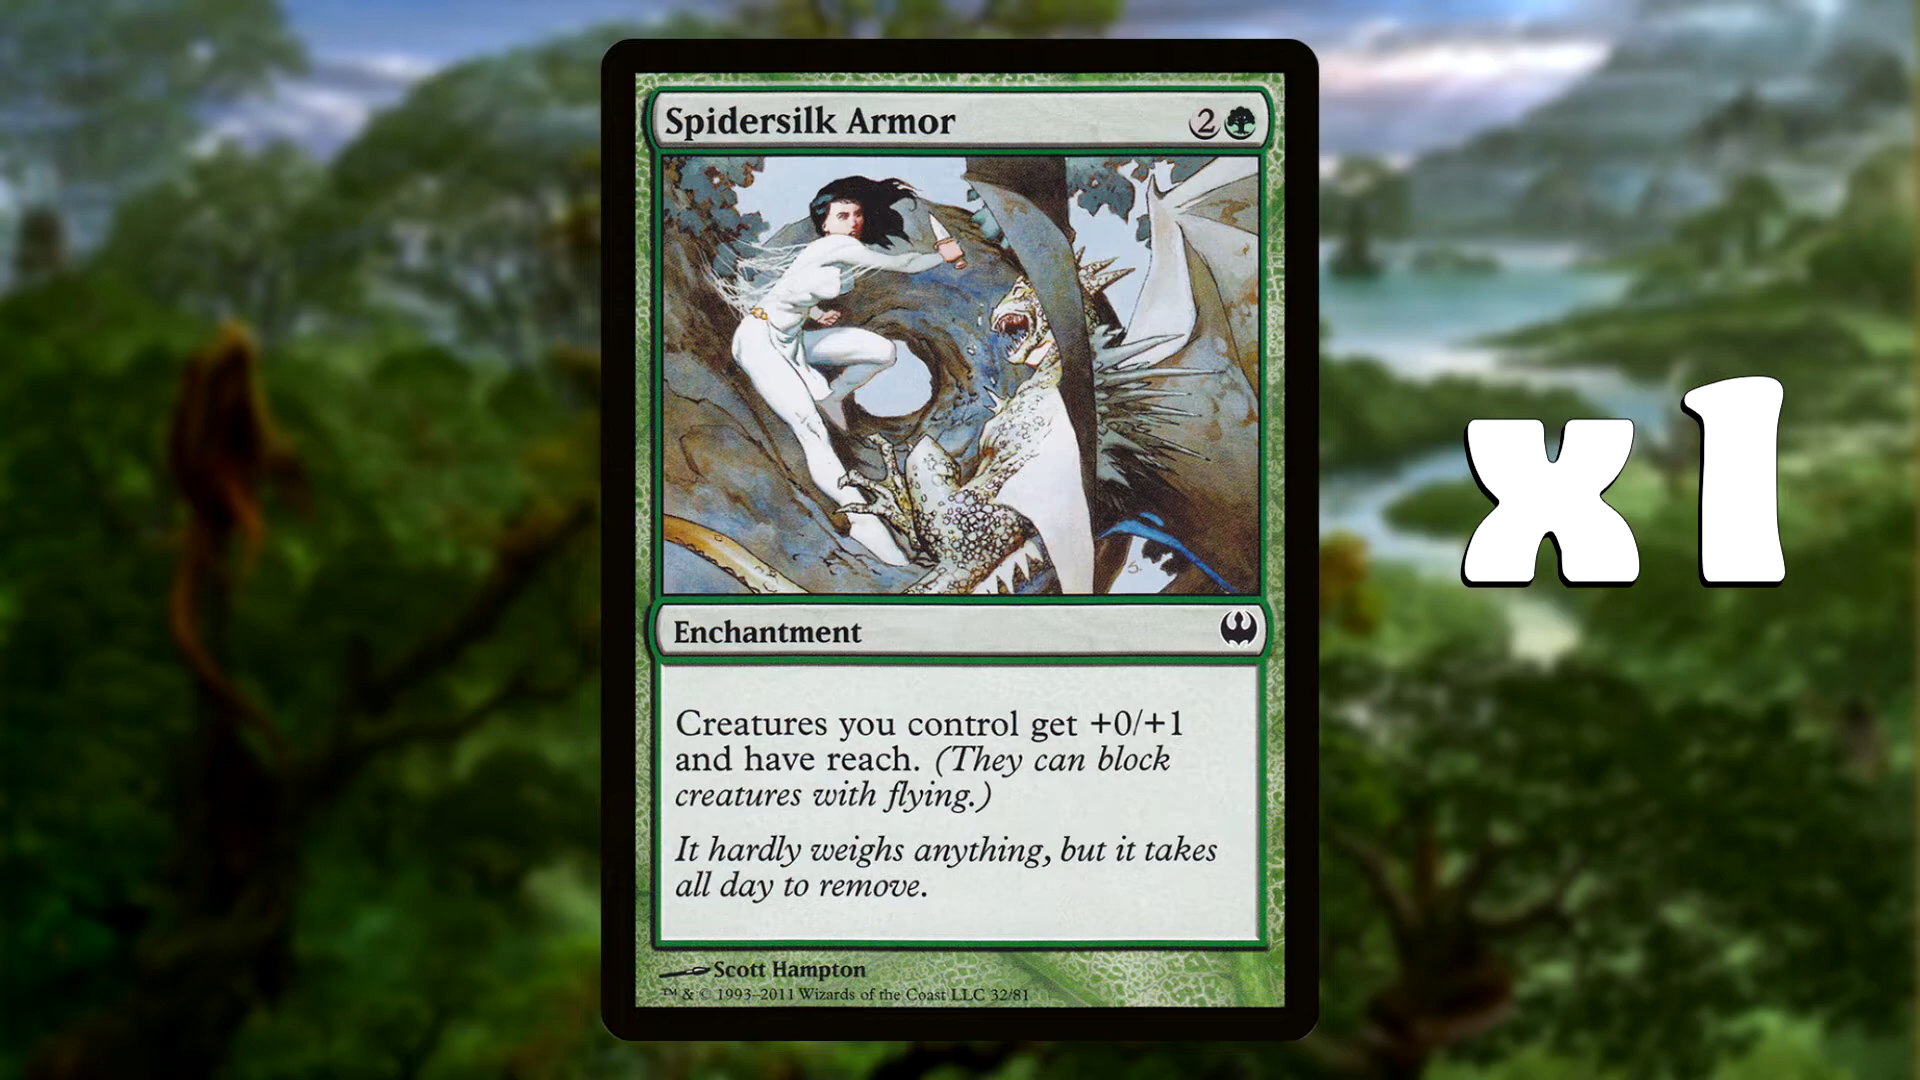 Spidersilk Armor
2
x1
Enchantment
Creatures you control get +0/+1
and have reach. (They can block
creatures with flying.)
It hardly weighs anything, but it takes
all day to remove.
Scott Hampton
™ & © 1993–2011 Wizards of the Coast LLC 32/81